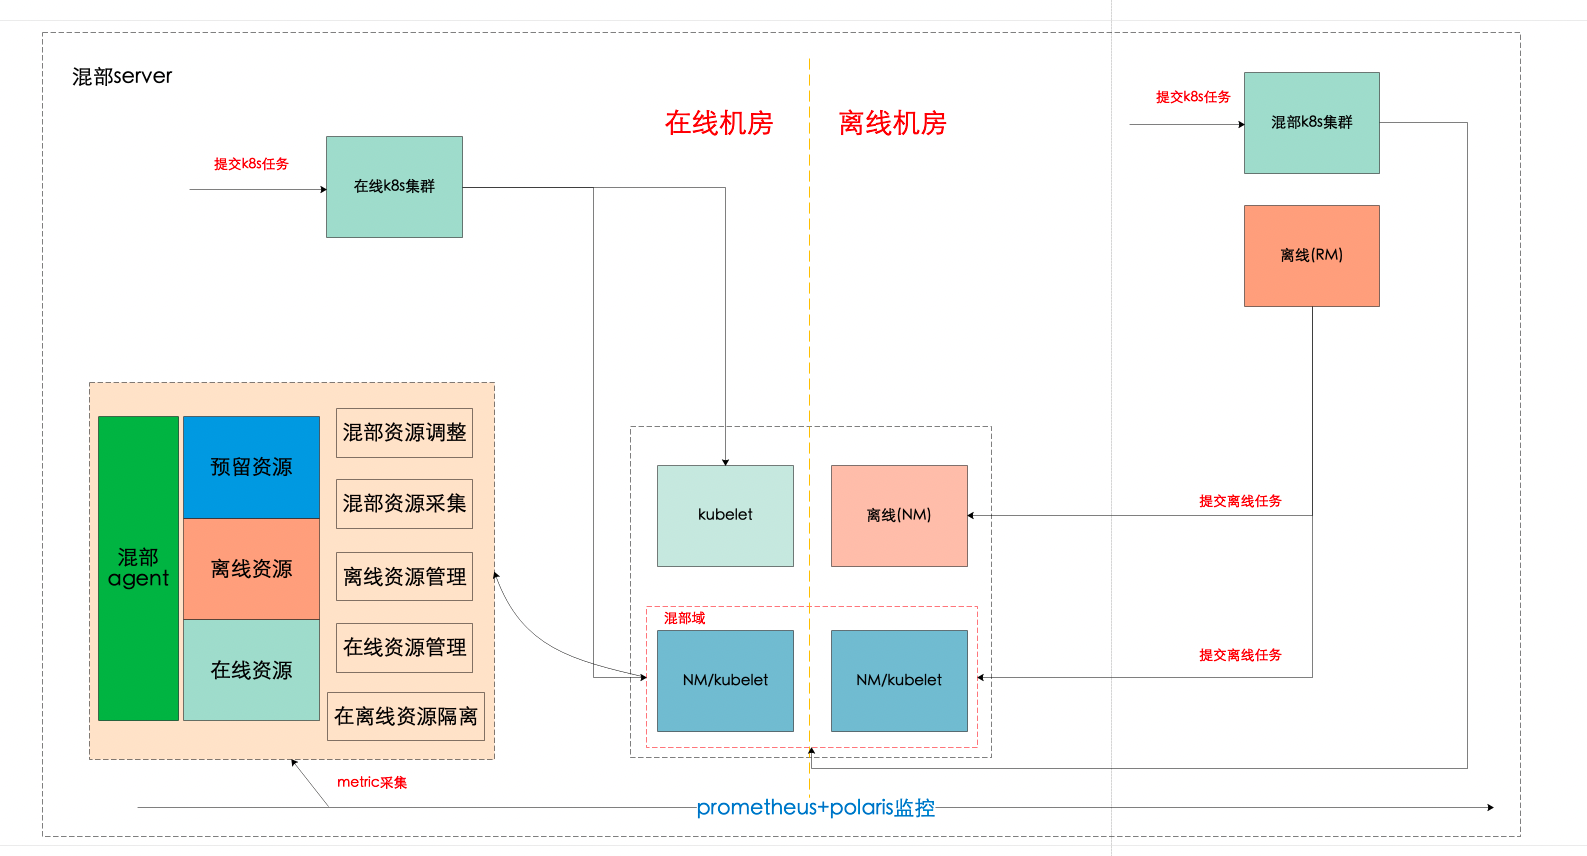 混部server
在线机房
离线机房
提交k8s任务
混部k8s集群
提交k8s任务
在线k8s集群
离线(RM)
混部
agent
预留资源
离线资源
在线资源
混部资源调整
混部资源采集
离线资源管理
在线资源管理
在离线资源隔离
kubelet
离线(NM)
提交离线任务
混部域
NM/kubelet
NM/kubelet
提交离线任务
metric采集
prometheus+polaris监控